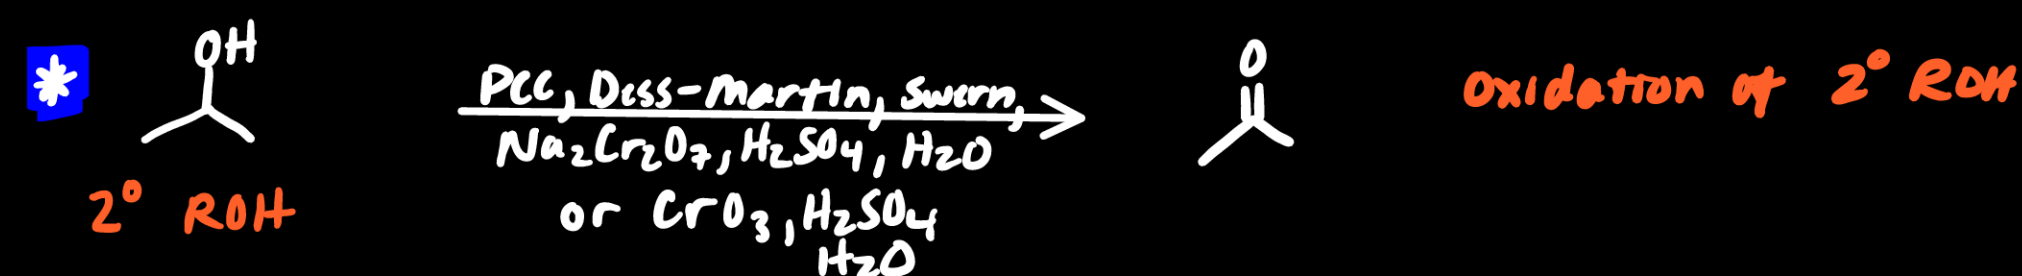 *
OH
2° ROH
PCC, Dess-Martin, Swern,
Na₂Cr₂O₇, H₂SO₄, H₂O
or CrO₃, H₂SO₄
H₂O
O
Oxidation of 2° ROH